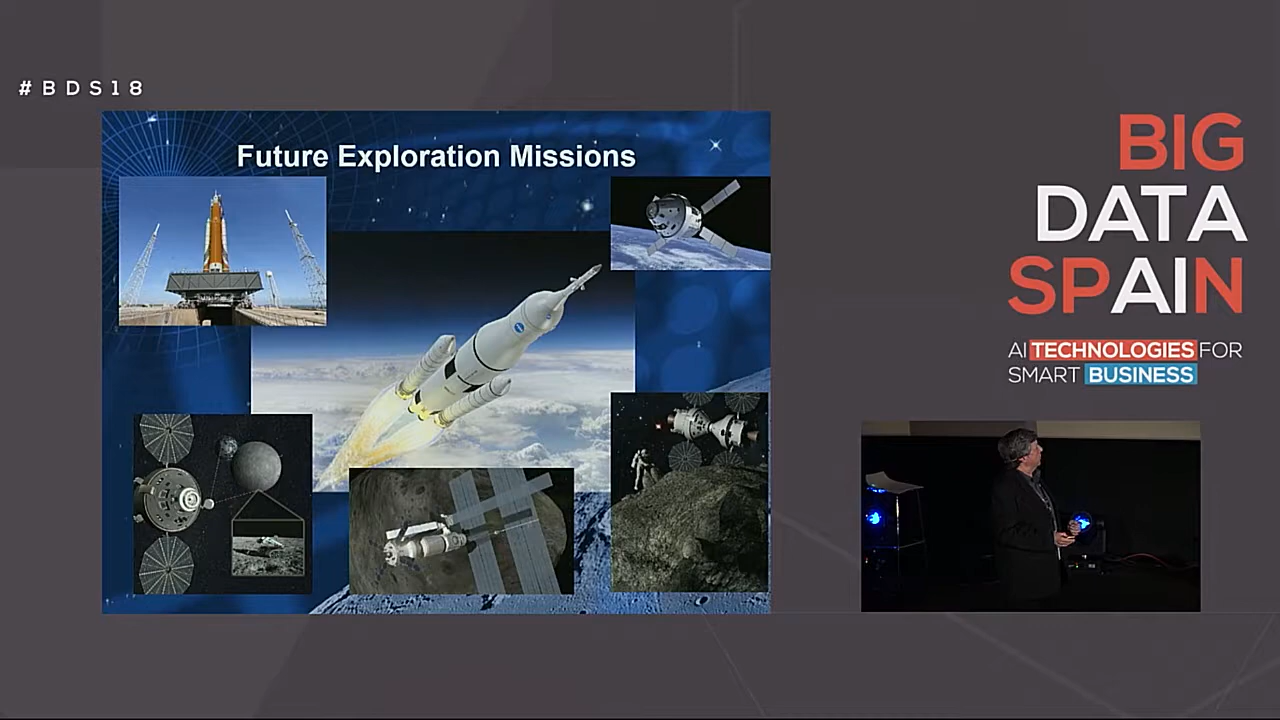 #BDS18
Future Exploration Missions
BIG
DATA
SPAIN
AI TECHNOLOGIES FOR
SMART BUSINESS